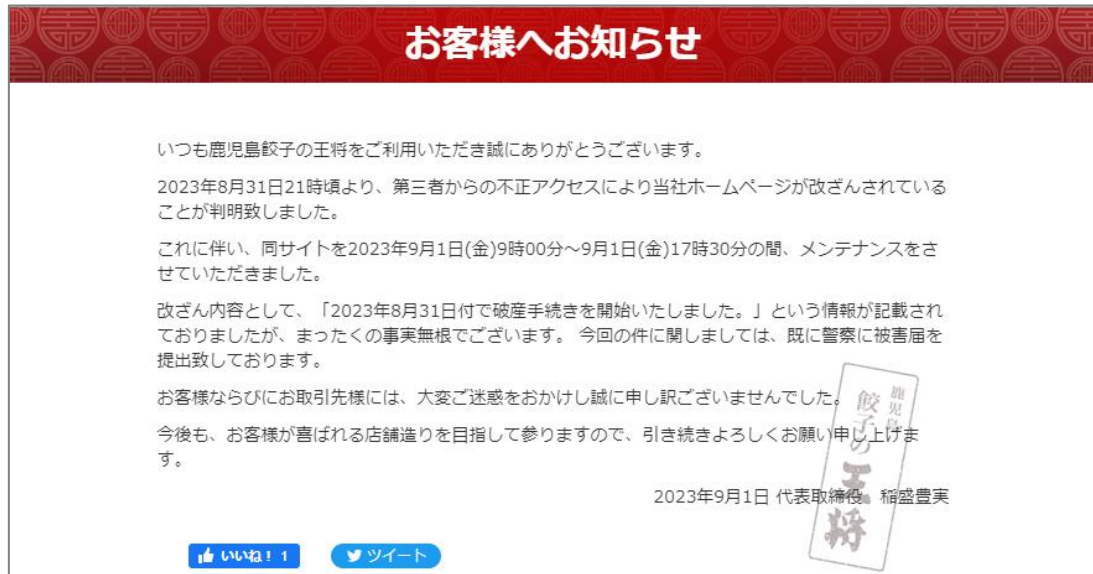 お客様へお知らせ
いつも鹿児島餃子の王将をご利用いただき誠にありがとうございます。
2023年8月31日21時頃より、第三者からの不正アクセスにより当社ホームページが改ざんされている
ことが判明致しました。
これに伴い、同サイトを2023年9月1日(金)9時00分～9月1日(金)17時30分の間、メンテナンスをさ
せていただきました。
改ざん内容として、「2023年8月31日付で破産手続きを開始いたしました。」という情報が記載され
ておりましたが、まったくの事実無根でございます。 今回の件に関しましては、既に警察に被害届を
提出致しております。
お客様ならびにお取引先様には、大変ご迷惑をおかけし誠に申し訳ございませんでした。
今後も、お客様が喜ばれる店舗造りを目指して参りますので、引き続きよろしくお願い申し上げま
す。
2023年9月1日 代表取締役　稲盛豊実
鹿児島
餃子の王将
いいね！ 1
ツイート